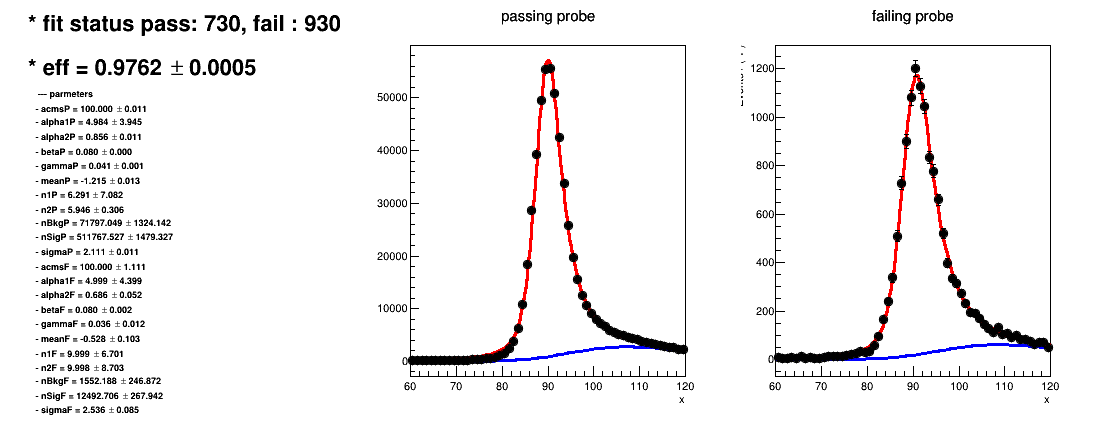 * fit status pass: 730, fail : 930
* eff = 0.9762 ± 0.0005
--- parmeters
- acmsP = 100.000 ± 0.011
- alpha1P = 4.984 ± 3.945
- alpha2P = 0.856 ± 0.011
- betaP = 0.080 ± 0.000
- gammaP = 0.041 ± 0.001
- meanP = -1.215 ± 0.013
- n1P = 6.291 ± 7.082
- n2P = 5.946 ± 0.306
- nBkgP = 71797.049 ± 1324.142
- nSigP = 511767.527 ± 1479.327
- sigmaP = 2.111 ± 0.011
- acmsF = 100.000 ± 1.111
- alpha1F = 4.999 ± 4.399
- alpha2F = 0.686 ± 0.052
- betaF = 0.080 ± 0.002
- gammaF = 0.036 ± 0.012
- meanF = -0.528 ± 0.103
- n1F = 9.999 ± 6.701
- n2F = 9.998 ± 8.703
- nBkgF = 1552.188 ± 246.872
- nSigF = 12492.706 ± 267.942
- sigmaF = 2.536 ± 0.085
passing probe
50000
40000
30000
20000
10000
0
60 70 80 90 100 110 120
x
failing probe
1200
1000
800
600
400
200
0
60 70 80 90 100 110 120
x